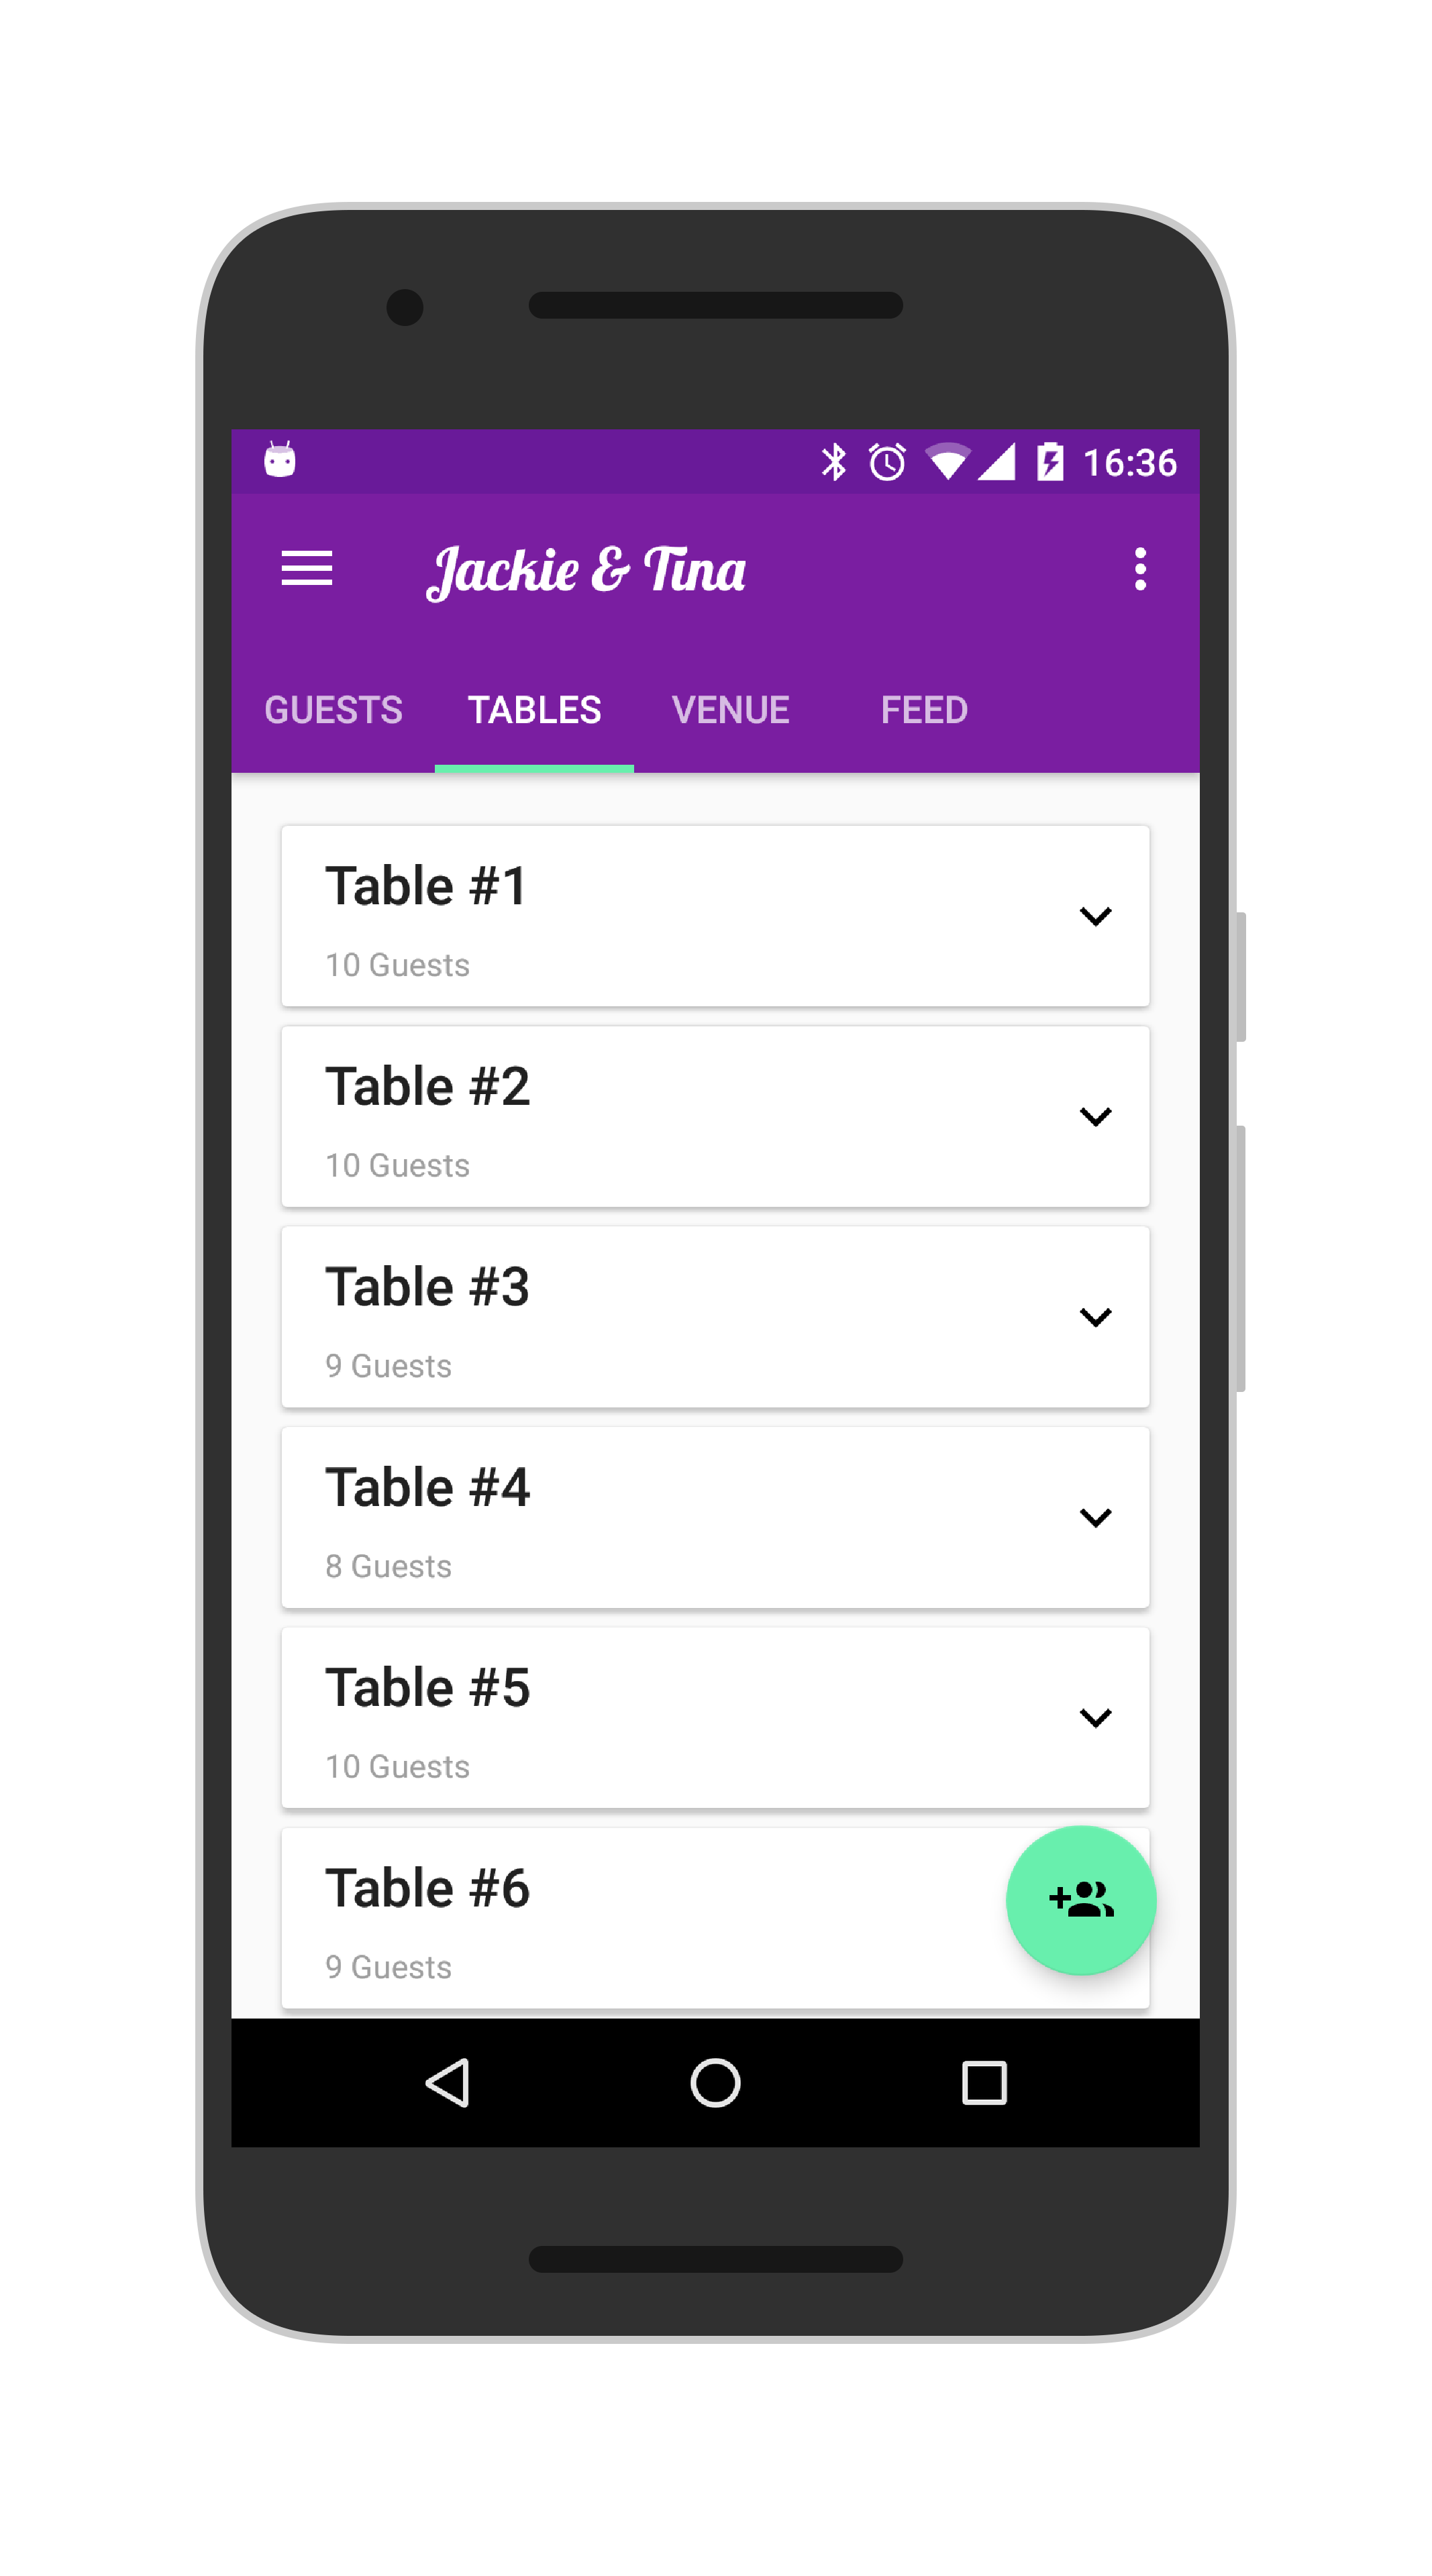 16:36
Jackie & Tina
GUESTS TABLES VENUE FEED
Table #1
10 Guests
Table #2
10 Guests
Table #3
9 Guests
Table #4
8 Guests
Table #5
10 Guests
Table #6
9 Guests